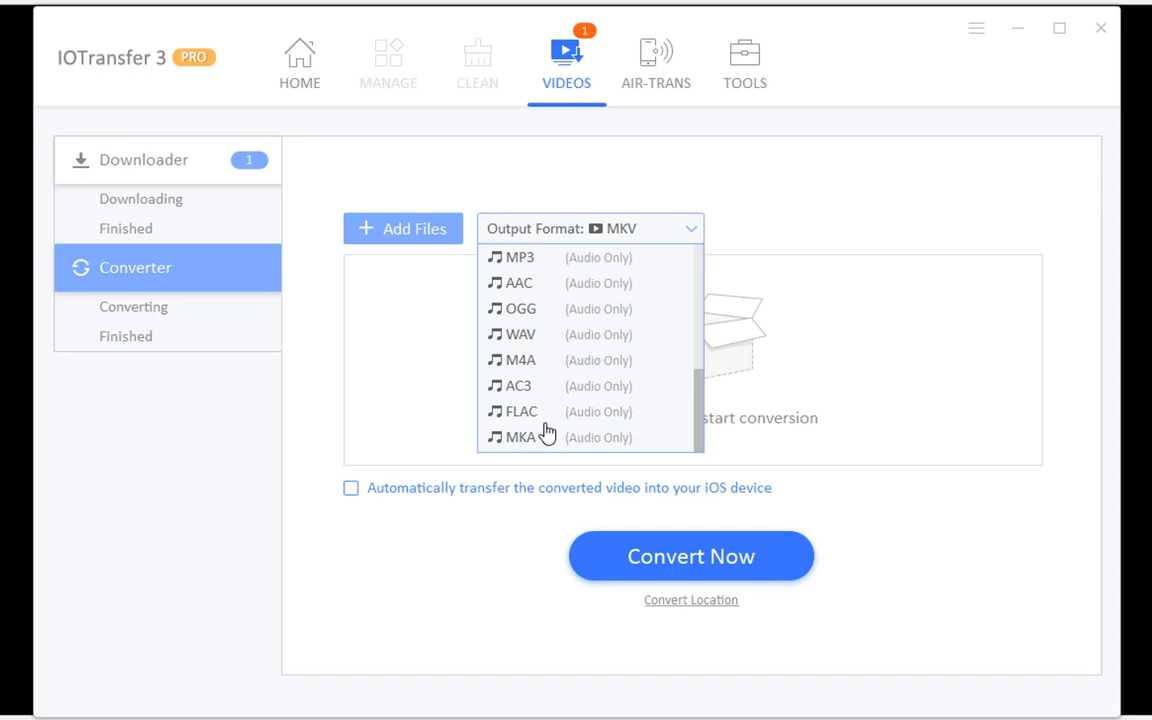 IOTransfer 3 PRO
HOME
MANAGE
CLEAN
1
VIDEOS
AIR-TRANS
TOOLS
Downloader 1
Downloading
Finished
Converter
Converting
Finished
+ Add Files
Output Format: MKV
MP3 (Audio Only)
AAC (Audio Only)
OGG (Audio Only)
WAV (Audio Only)
M4A (Audio Only)
AC3 (Audio Only)
FLAC (Audio Only)
MKA (Audio Only)
start conversion
Automatically transfer the converted video into your iOS device
Convert Now
Convert Location